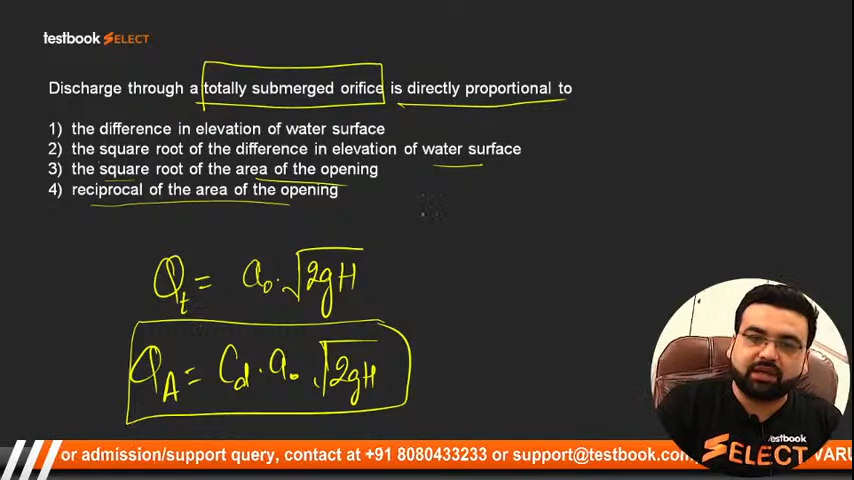 testbook SELECT
Discharge through a totally submerged orifice is directly proportional to
1) the difference in elevation of water surface
2) the square root of the difference in elevation of water surface
3) the square root of the area of the opening
4) reciprocal of the area of the opening
Qt = a₀·√2gH
QA = Cd·a₀·√2gH
testbook
SELECT
or admission/support query, contact at +91 8080433233 or support@testbook.com
VARU